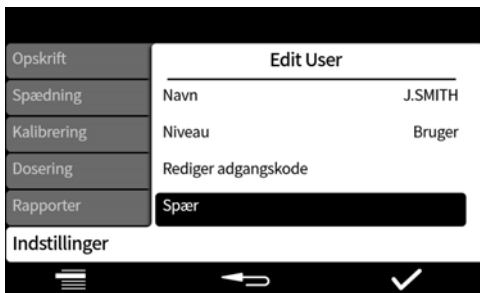 Opskrift
Spædning
Kalibrering
Dosering
Rapporter
Indstillinger
Edit User
Navn J.SMITH
Niveau Bruger
Rediger adgangskode
Spær